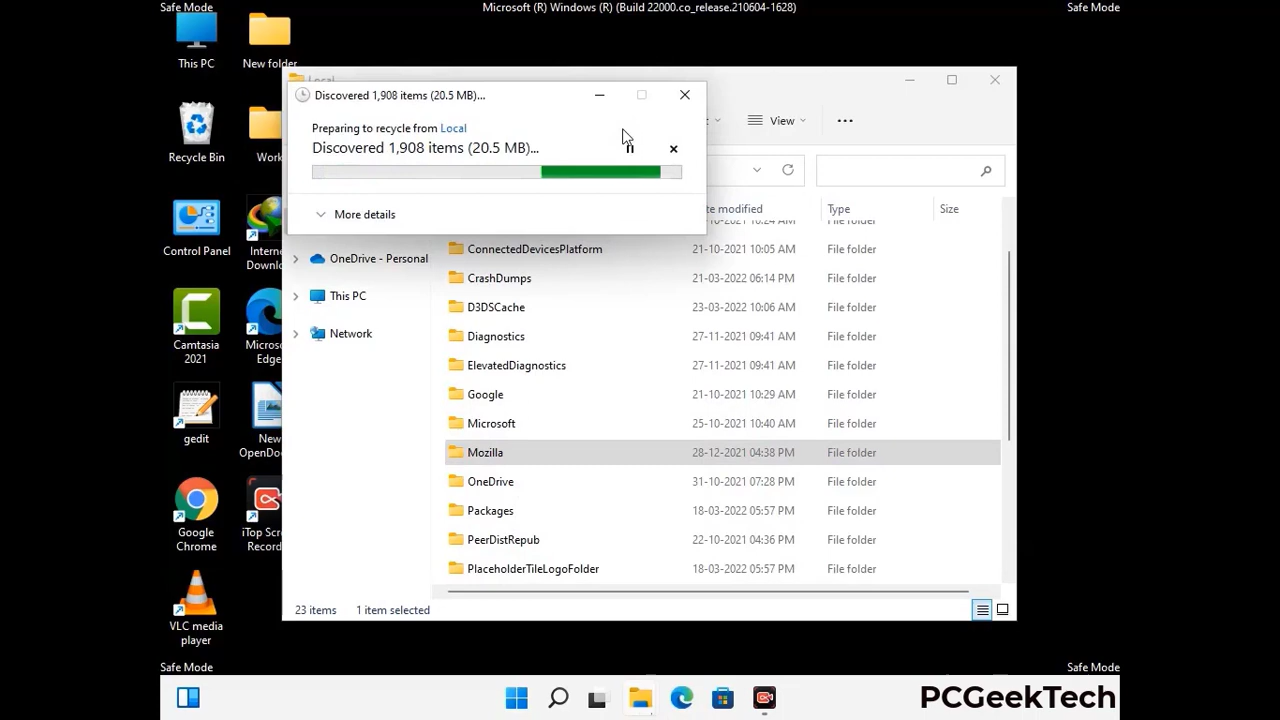 Safe Mode
Microsoft (R) Windows (R) (Build 22000.co_release.210604-1628)
Safe Mode
This PC
New folder
Recycle Bin
Work
Control Panel
Camtasia
2021
Edge
gedit
New
Google
Chrome
VLC media
player
Local
Discovered 1,908 items (20.5 MB)...
Preparing to recycle from Local
Discovered 1,908 items (20.5 MB)...
More details
View
OneDrive - Personal
This PC
Network
modified
Type
Size
File folder
ConnectedDevicesPlatform 21-10-2021 10:05 AM File folder
CrashDumps 21-03-2022 06:14 PM File folder
D3DSCache 23-03-2022 10:06 AM File folder
Diagnostics 27-11-2021 09:41 AM File folder
ElevatedDiagnostics 27-11-2021 09:41 AM File folder
Google 21-10-2021 10:29 AM File folder
Microsoft 25-10-2021 10:40 AM File folder
Mozilla 28-12-2021 04:38 PM File folder
OneDrive 31-10-2021 07:28 PM File folder
Packages 18-03-2022 05:57 PM File folder
PeerDistRepub 22-10-2021 04:36 PM File folder
PlaceholderTileLogoFolder 18-03-2022 05:57 PM File folder
23 items 1 item selected
Safe Mode
Safe Mode
PCGeekTech